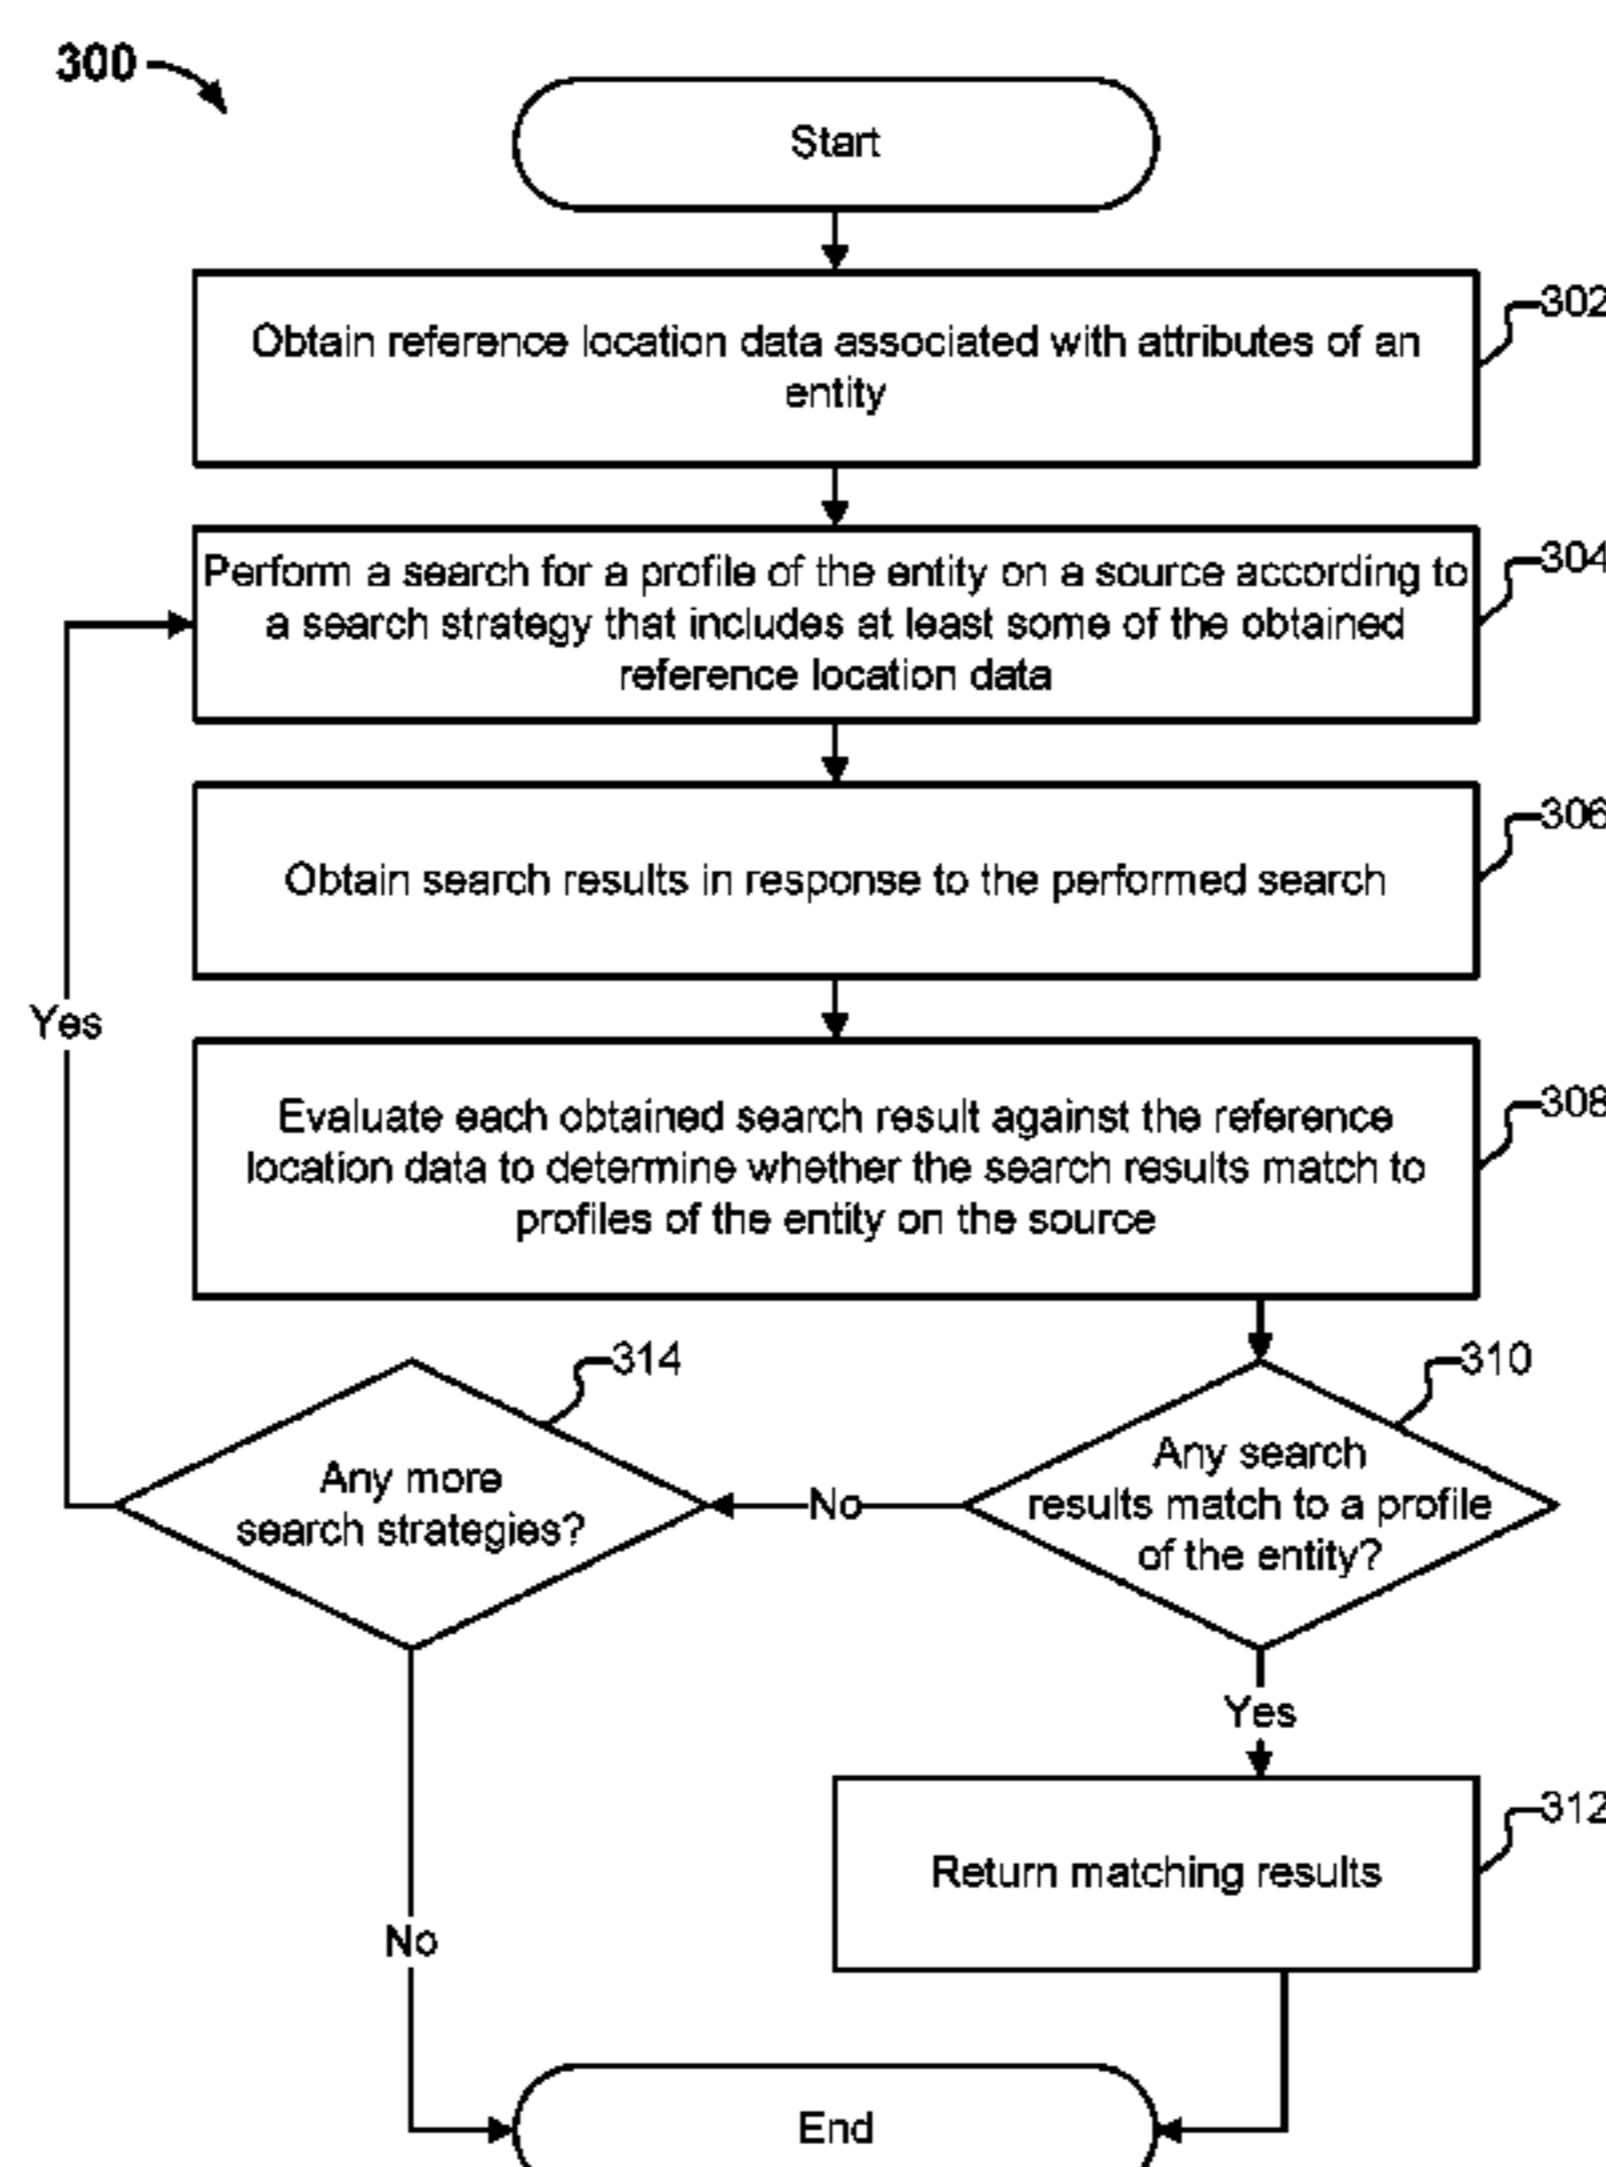 300
Start
302
Obtain reference location data associated with attributes of an
entity
304
Perform a search for a profile of the entity on a source according to
a search strategy that includes at least some of the obtained
reference location data
306
Obtain search results in response to the performed search
Yes
308
Evaluate each obtained search result against the reference
location data to determine whether the search results match to
profiles of the entity on the source
314
310
Any more
search strategies?
No
Any search
results match to a profile
of the entity?
Yes
312
Return matching results
No
End